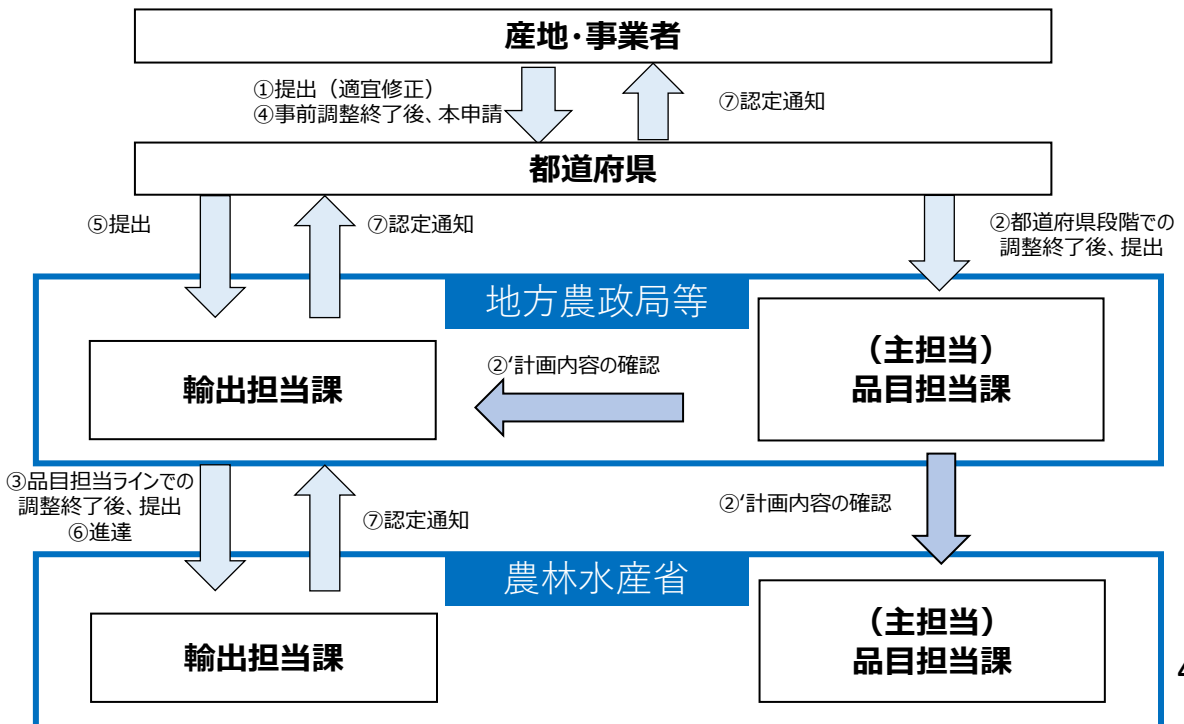 産地・事業者
①提出（適宜修正）
④事前調整終了後、本申請
⑦認定通知
都道府県
⑤提出
⑦認定通知
②都道府県段階での
調整終了後、提出
地方農政局等
輸出担当課
②‘計画内容の確認
（主担当）
品目担当課
③品目担当ラインでの
調整終了後、提出
⑥進達
⑦認定通知
②‘計画内容の確認
農林水産省
輸出担当課
（主担当）
品目担当課